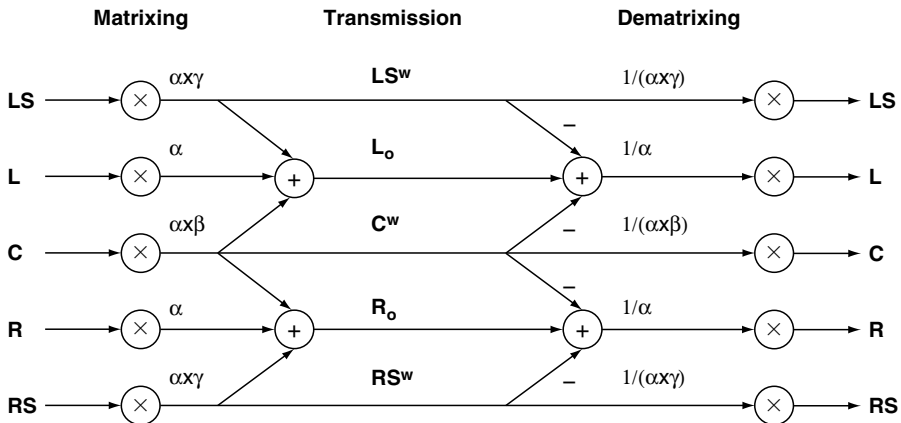 Matrixing Transmission Dematrixing
αxγ LSʷ 1/(αxγ)
LS × × LS
–
α Lₒ 1/α
L × + + × L
αxβ Cʷ – 1/(αxβ)
C × × C
–
α Rₒ 1/α
R × + + × R
αxγ RSʷ – 1/(αxγ)
RS × × RS